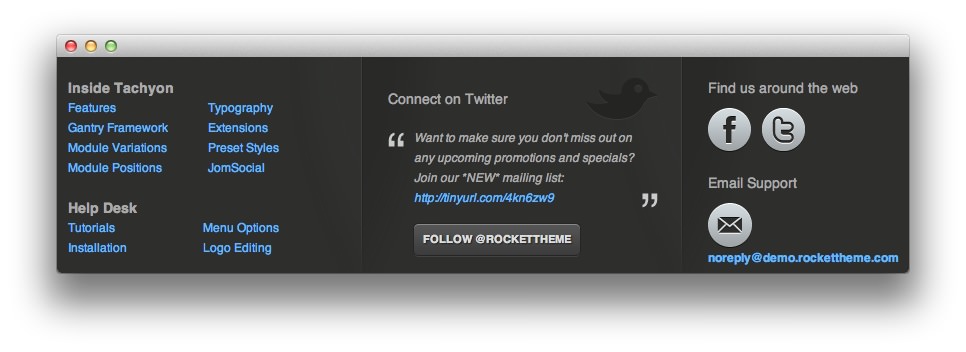 Inside Tachyon
Features Typography
Gantry Framework Extensions
Module Variations Preset Styles
Module Positions JomSocial
Help Desk
Tutorials Menu Options
Installation Logo Editing
Connect on Twitter
“ Want to make sure you don't miss out on
any upcoming promotions and specials?
Join our *NEW* mailing list:
http://tinyurl.com/4kn6zw9 ”
FOLLOW @ROCKETTHEME
Find us around the web
f t
Email Support
noreply@demo.rockettheme.com